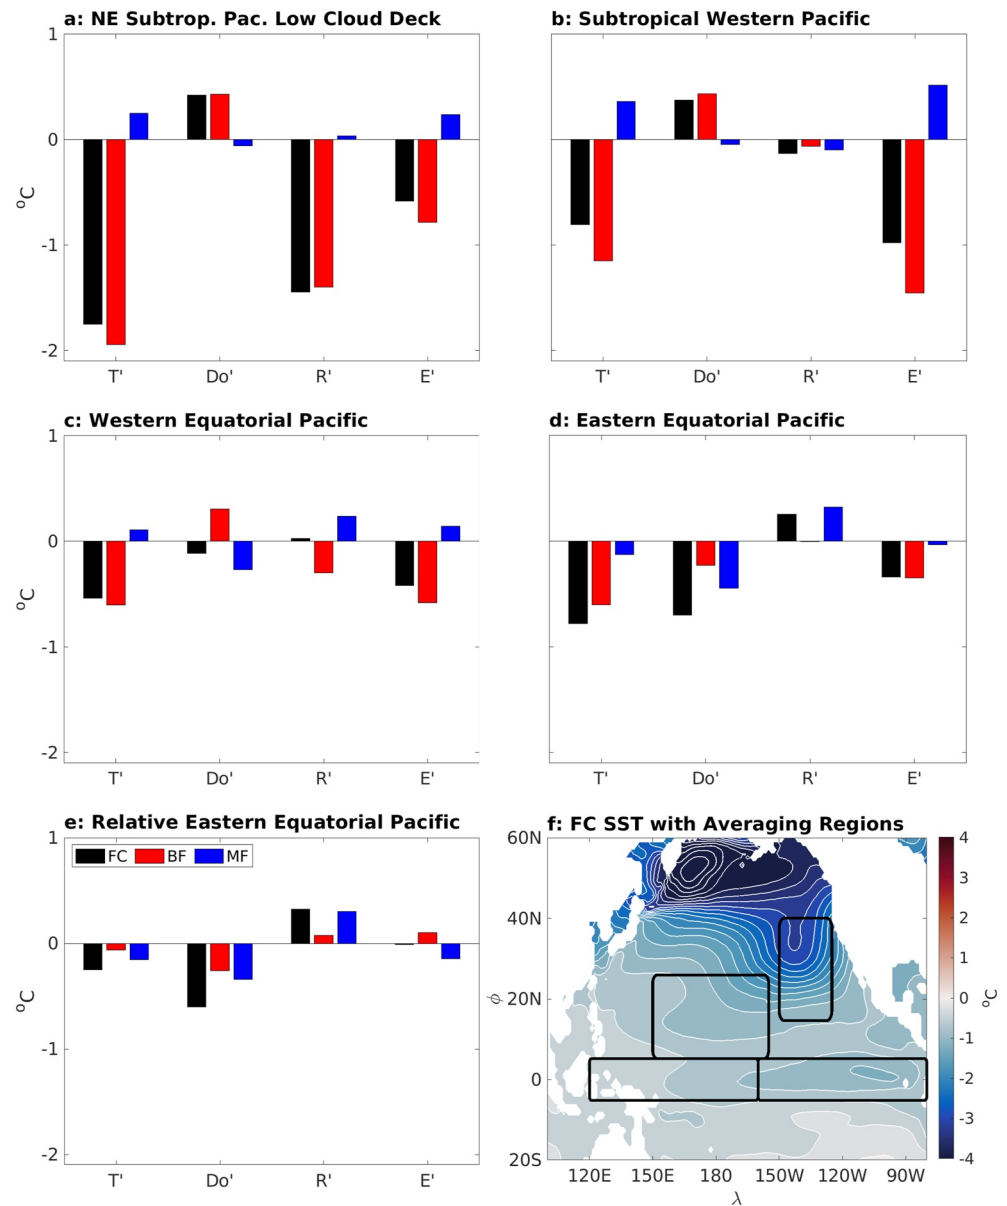 a: NE Subtrop. Pac. Low Cloud Deck
1
0
-1
-2
°C
T' Do' R' E'
b: Subtropical Western Pacific
T' Do' R' E'
c: Western Equatorial Pacific
1
0
-1
-2
°C
T' Do' R' E'
d: Eastern Equatorial Pacific
T' Do' R' E'
e: Relative Eastern Equatorial Pacific
FC BF MF
1
0
-1
-2
°C
T' Do' R' E'
f: FC SST with Averaging Regions
60N
40N
20N
0
20S
ϕ
120E 150E 180 150W 120W 90W
λ
4
3
2
1
0
-1
-2
-3
-4
°C